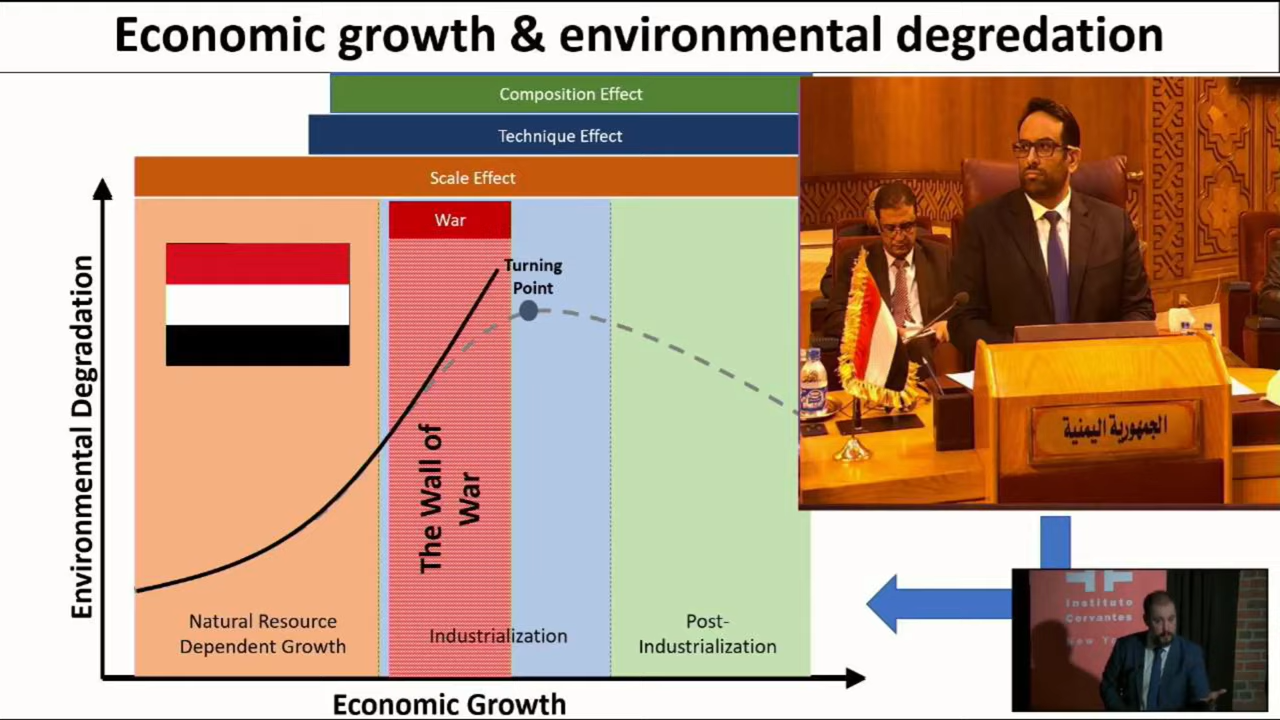 Economic growth & environmental degredation
Composition Effect
Technique Effect
Scale Effect
War
Turning
Point
Environmental Degradation
The Wall of
War
Natural Resource
Dependent Growth
Industrialization
Post-
Industrialization
Economic Growth
الجمهورية اليمنية
Instituto
Cervantes
New Yo